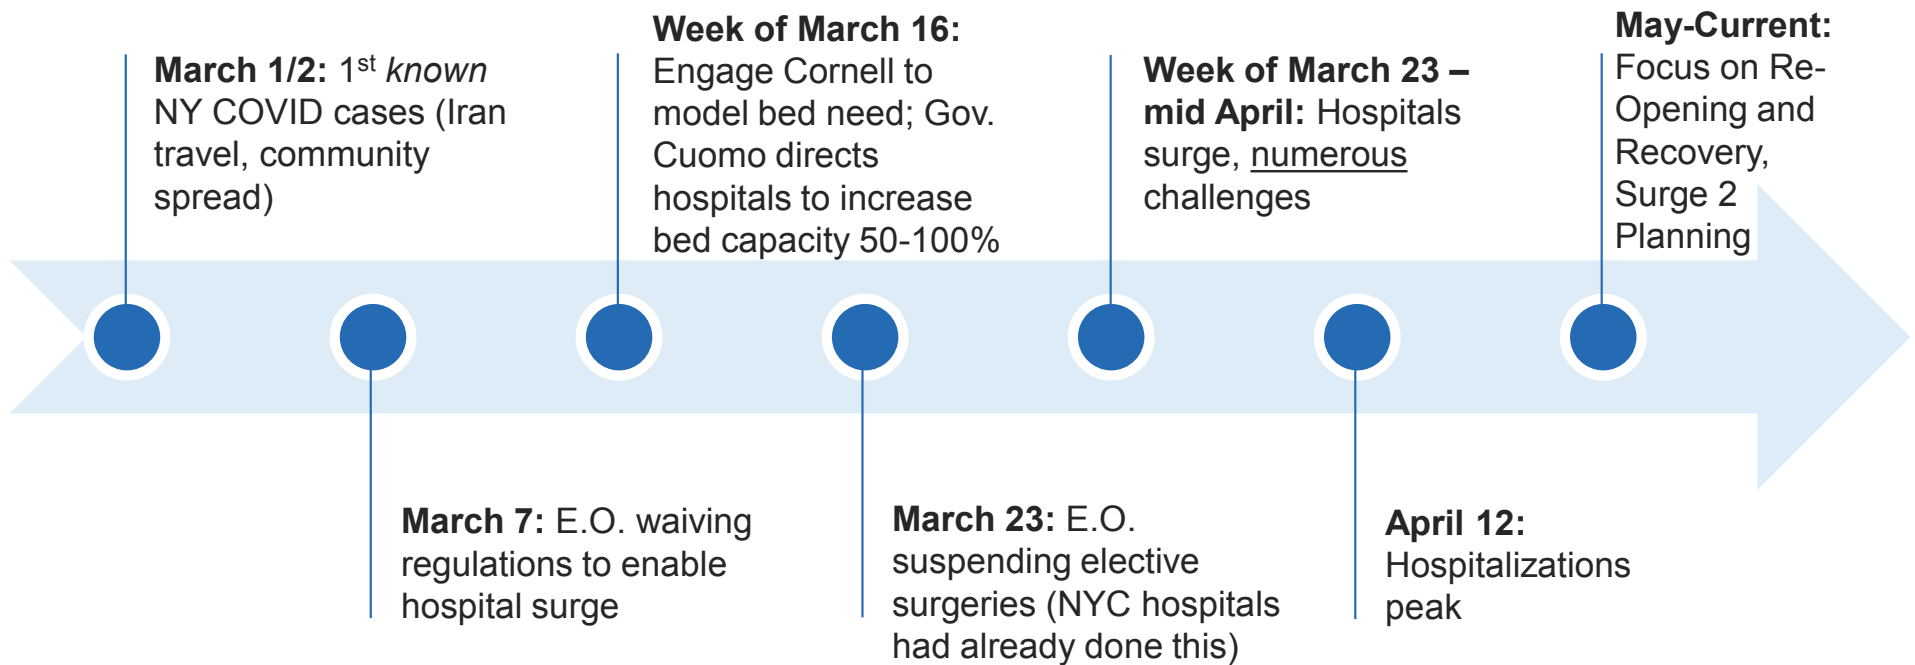 March 1/2: 1st known
NY COVID cases (Iran
travel, community
spread)
March 7: E.O. waiving
regulations to enable
hospital surge
Week of March 16:
Engage Cornell to
model bed need; Gov.
Cuomo directs
hospitals to increase
bed capacity 50-100%
March 23: E.O.
suspending elective
surgeries (NYC hospitals
had already done this)
Week of March 23 –
mid April: Hospitals
surge, numerous
challenges
April 12:
Hospitalizations
peak
May-Current:
Focus on Re-
Opening and
Recovery,
Surge 2
Planning